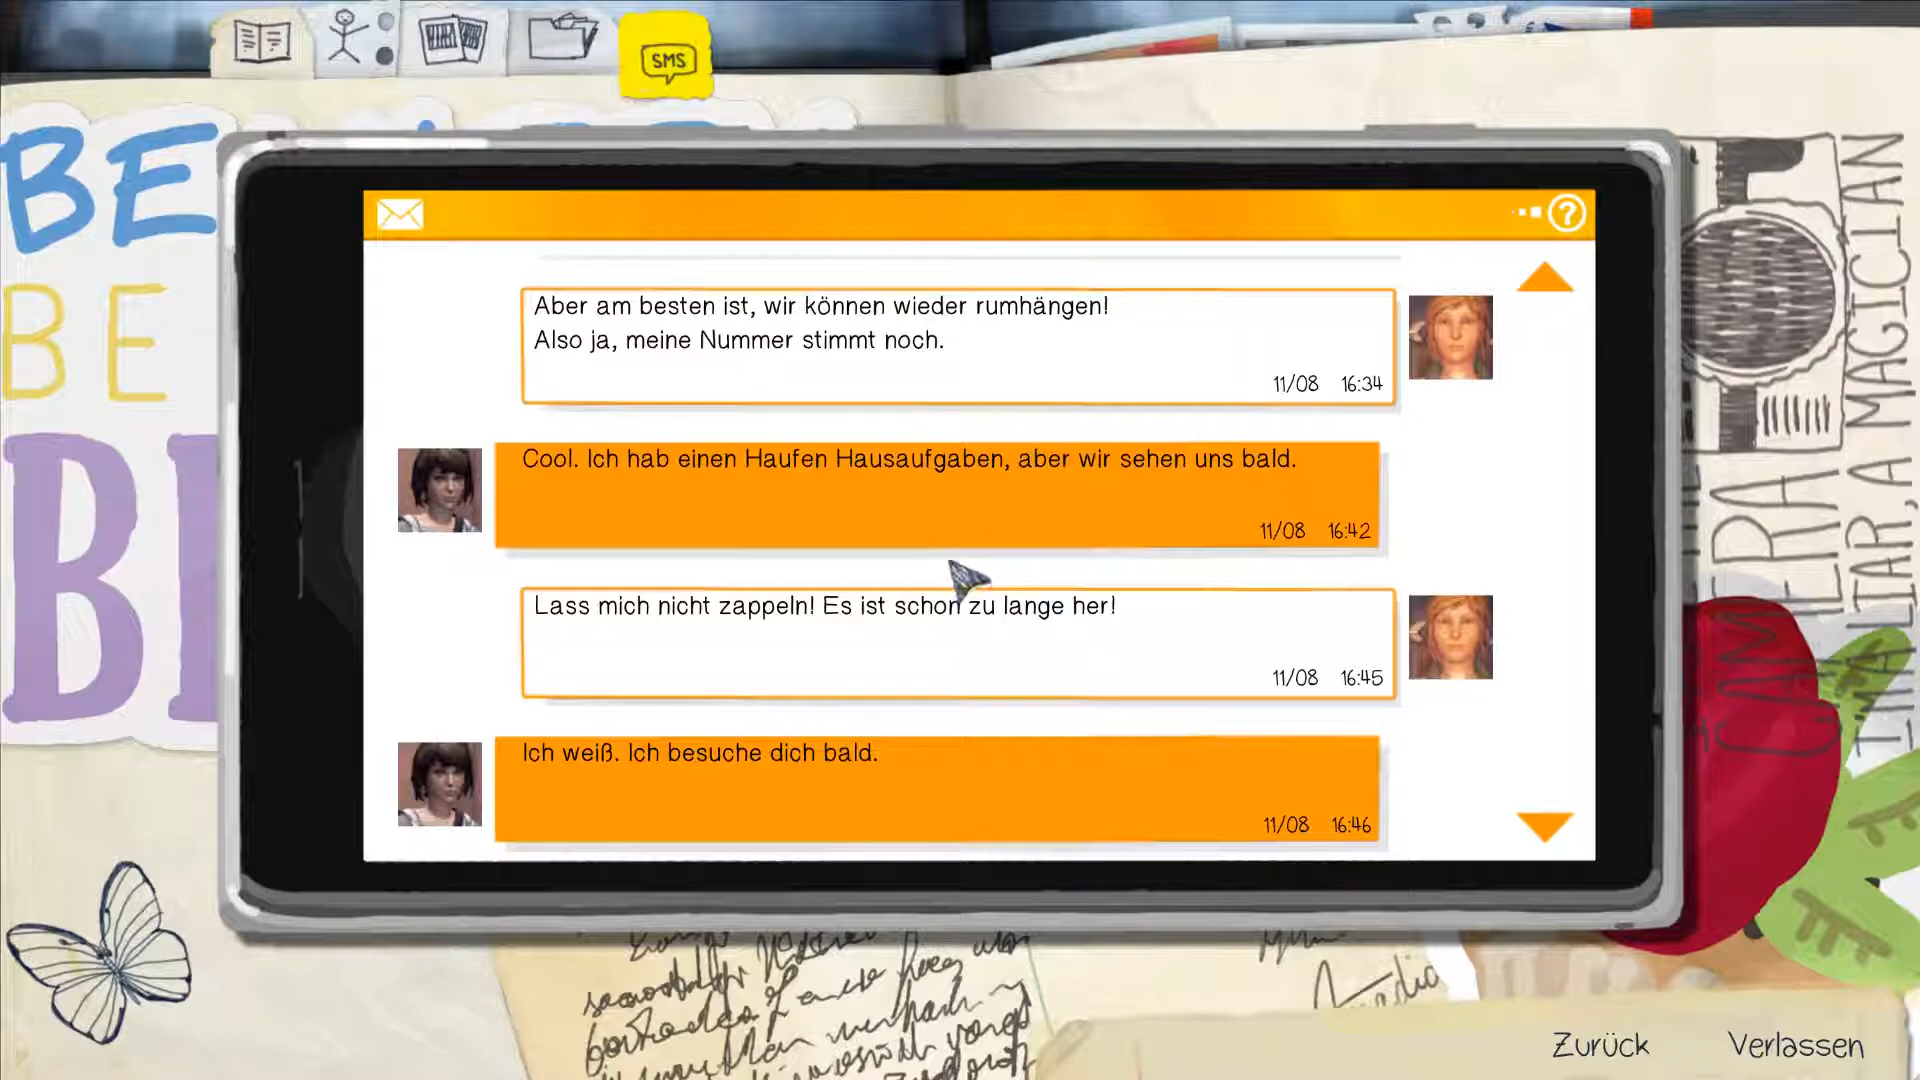 SMS
BE
BE
Aber am besten ist, wir können wieder rumhängen!
Also ja, meine Nummer stimmt noch.
11/08 16:34
Cool. Ich hab einen Haufen Hausaufgaben, aber wir sehen uns bald.
11/08 16:42
Lass mich nicht zappeln! Es ist schon zu lange her!
11/08 16:45
Ich weiß. Ich besuche dich bald.
11/08 16:46
CAMERA
I'M A LIAR, A MAGICIAN
Zurück Verlassen